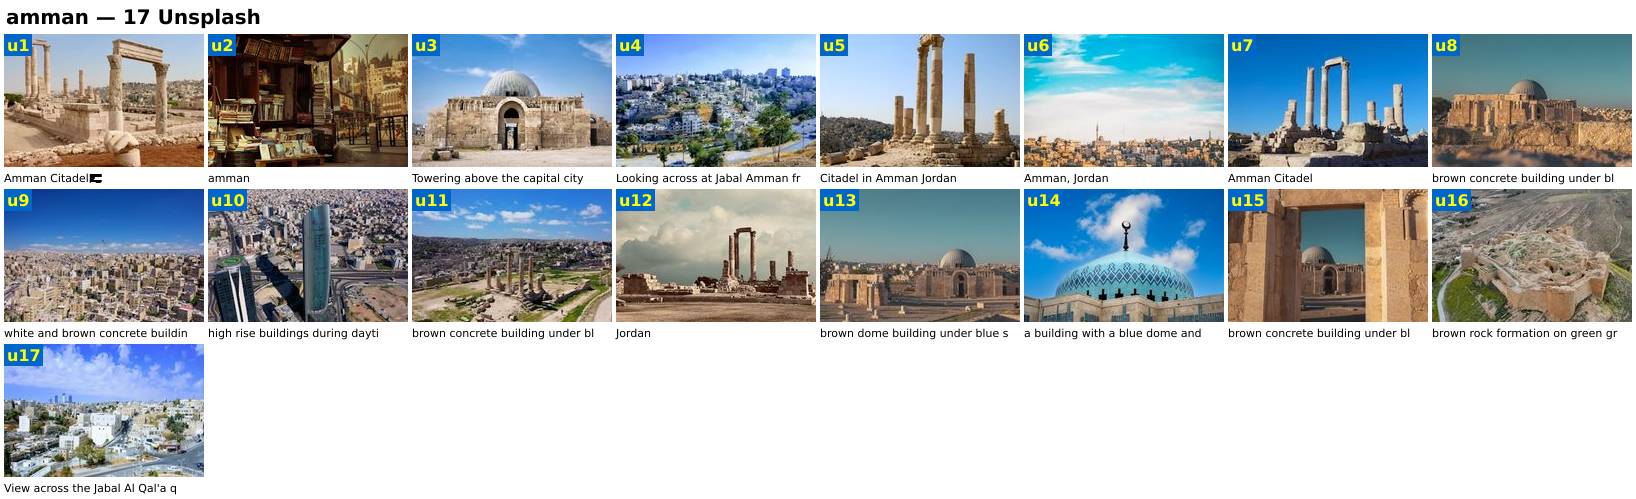 amman — 17 Unsplash
u1 u2 u3 u4 u5 u6 u7 u8
Amman Citadel amman Towering above the capital city Looking across at Jabal Amman fr Citadel in Amman Jordan Amman, Jordan Amman Citadel brown concrete building under bl
u9 u10 u11 u12 u13 u14 u15 u16
white and brown concrete buildin high rise buildings during dayti brown concrete building under bl Jordan brown dome building under blue s a building with a blue dome and brown concrete building under bl brown rock formation on green gr
u17
View across the Jabal Al Qal'a q